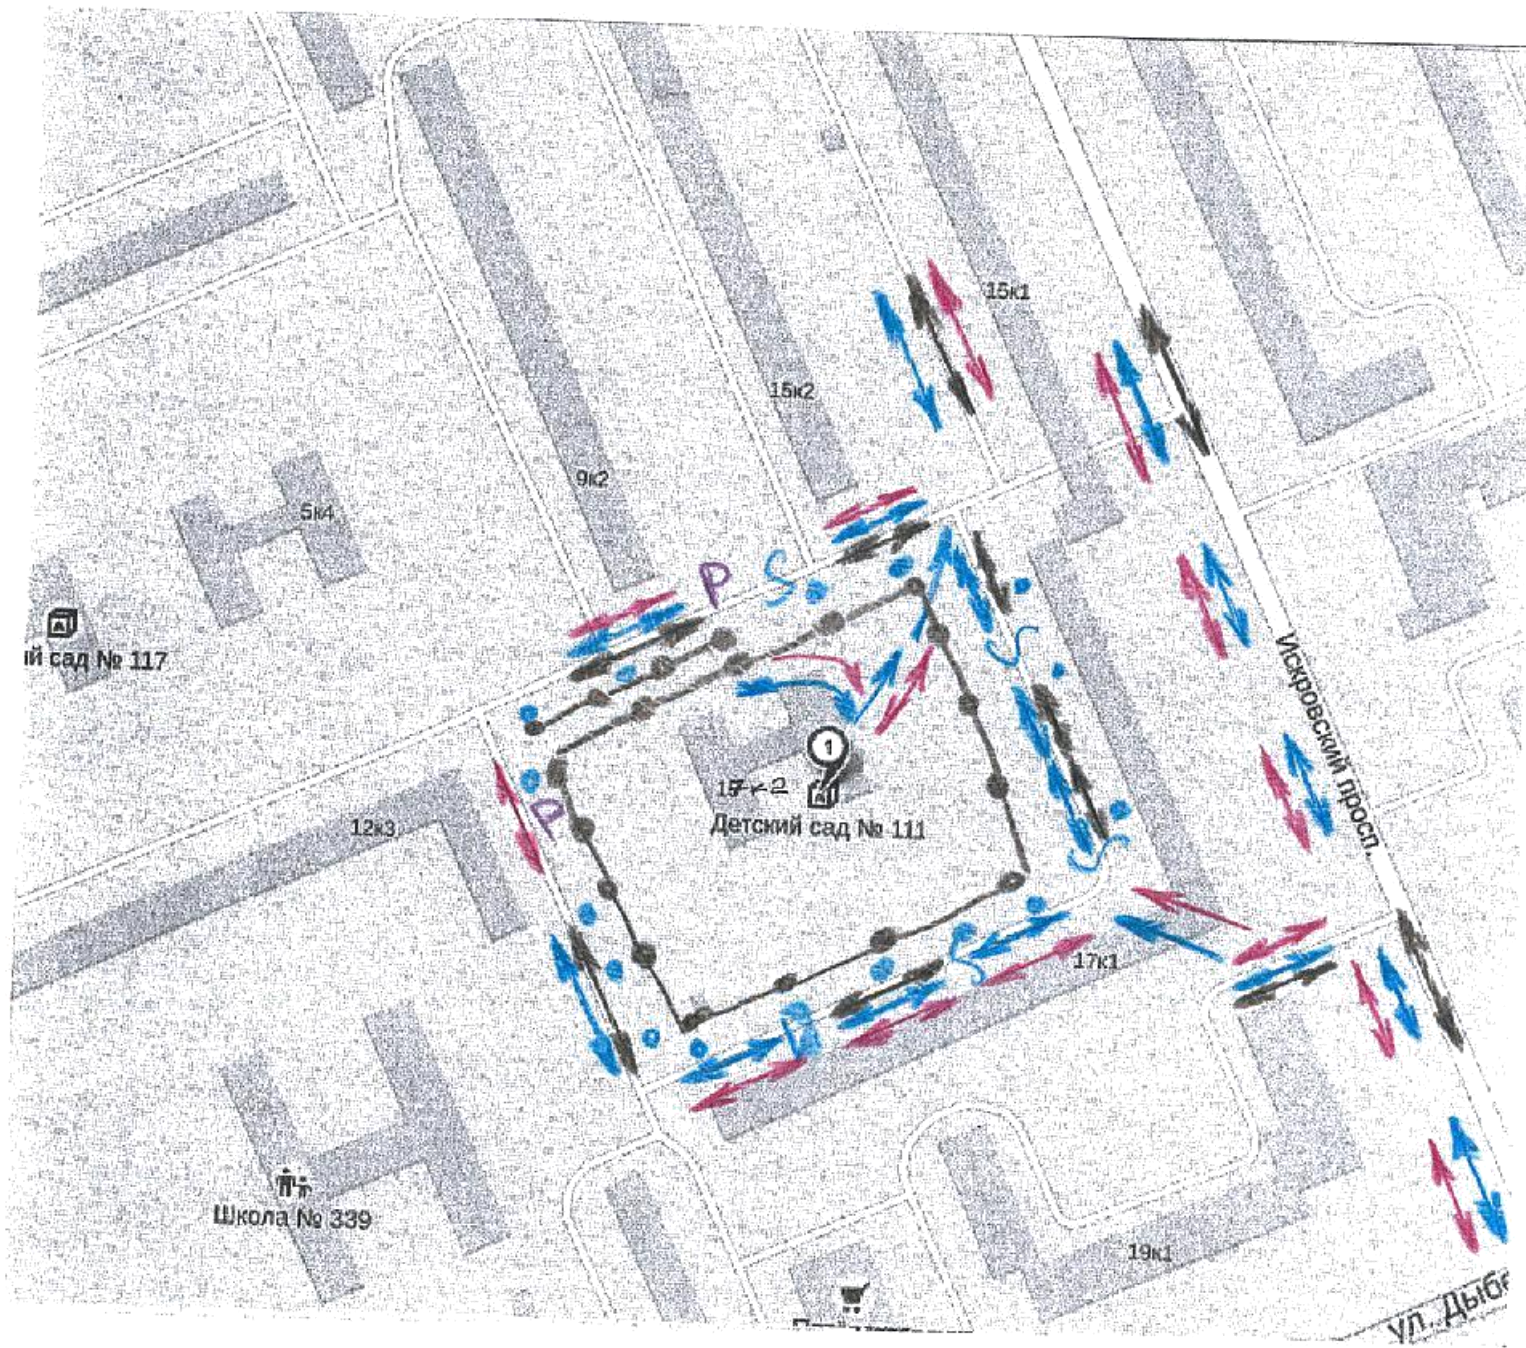 15к1
15к2
9к2
5к4
ий сад № 117
P
S
S
Искровский просп.
1
Детский сад № 111
P
12к3
S
S
17к1
Школа № 339
19к1
ул. Дыбе